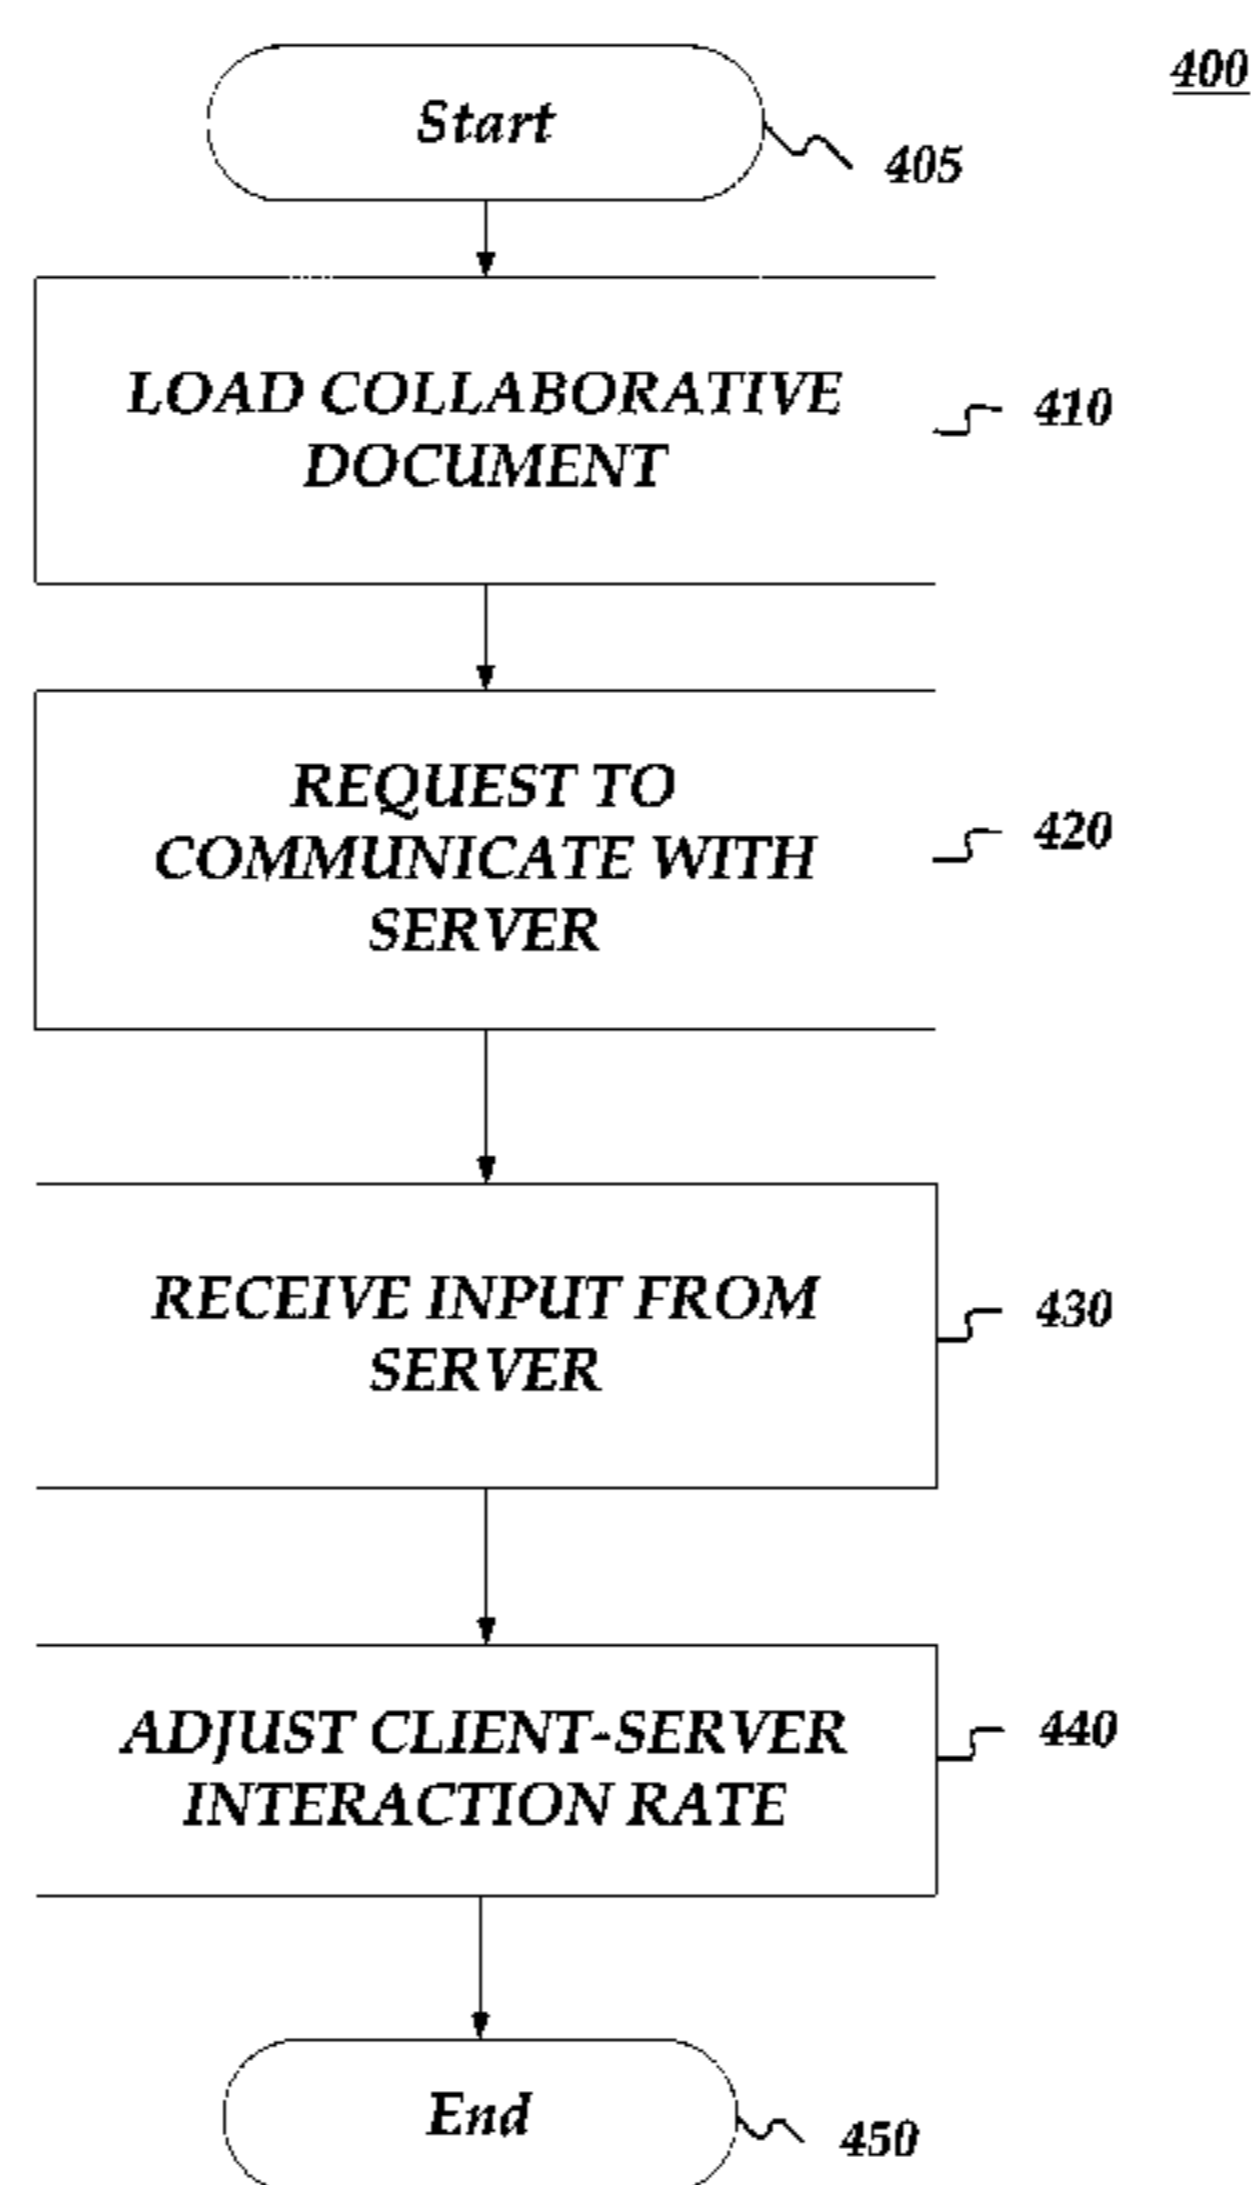 400
Start
405
LOAD COLLABORATIVE
DOCUMENT
410
REQUEST TO
COMMUNICATE WITH
SERVER
420
RECEIVE INPUT FROM
SERVER
430
ADJUST CLIENT-SERVER
INTERACTION RATE
440
End
450